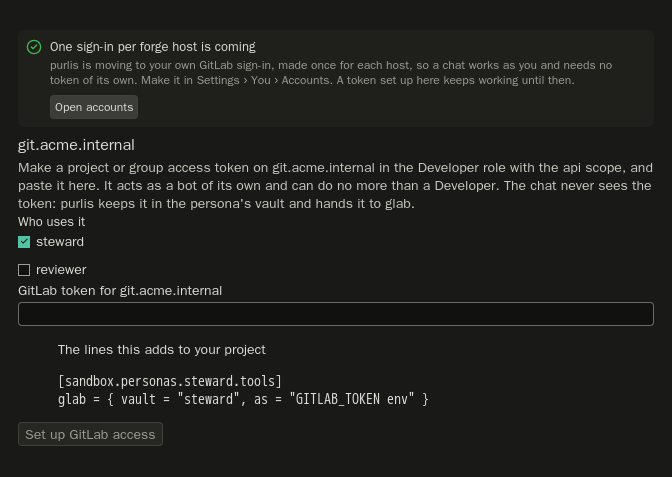 One sign-in per forge host is coming
purlis is moving to your own GitLab sign-in, made once for each host, so a chat works as you and needs no
token of its own. Make it in Settings › You › Accounts. A token set up here keeps working until then.
Open accounts
git.acme.internal
Make a project or group access token on git.acme.internal in the Developer role with the api scope, and
paste it here. It acts as a bot of its own and can do no more than a Developer. The chat never sees the
token: purlis keeps it in the persona's vault and hands it to glab.
Who uses it
steward
reviewer
GitLab token for git.acme.internal
The lines this adds to your project
[sandbox.personas.steward.tools]
glab = { vault = "steward", as = "GITLAB_TOKEN env" }
Set up GitLab access